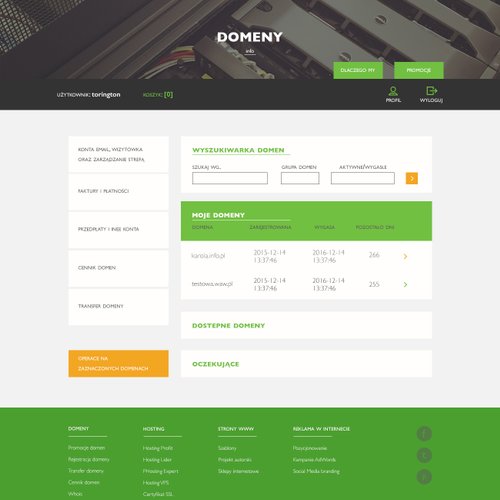 DOMENY
info
DLACZEGO MY
PROMOCJE
UŻYTKOWNIK: torington
KOSZYK: [0]
PROFIL
WYLOGUJ
KONTA EMAIL, WIZYTÓWKA
ORAZ ZARZĄDZANIE STREFĄ
FAKTURY I PŁATNOŚCI
PRZEDPŁATY I INNE KONTA
CENNIK DOMEN
TRANSFER DOMENY
OPERACJE NA
ZAZNACZONYCH DOMENACH
WYSZUKIWARKA DOMEN
SZUKAJ WG..
GRUPA DOMEN
AKTYWNE/WYGASŁE
MOJE DOMENY
DOMENA
ZAREJESTROWANA
WYGASA
POZOSTAŁO DNI
2015-12-14
13:37:46
2016-12-14
13:37:46
266
testowa.waw.pl
2015-12-14
13:37:46
2016-12-14
13:37:46
255
DOSTĘPNE DOMENY
OCZEKUJĄCE
DOMENY
Promocje domen
Rejestracja domeny
Transfer domeny
Cennik domen
Whois
HOSTING
Hosting Profit
Hosting Lider
Hosting Expert
Hosting VPS
Certyfikat SSL
STRONY WWW
Szablony
Projekt autorski
Sklepy internetowe
REKLAMA W INTERNECIE
Pozycjonowanie
Kampanie AdWords
Social Media branding